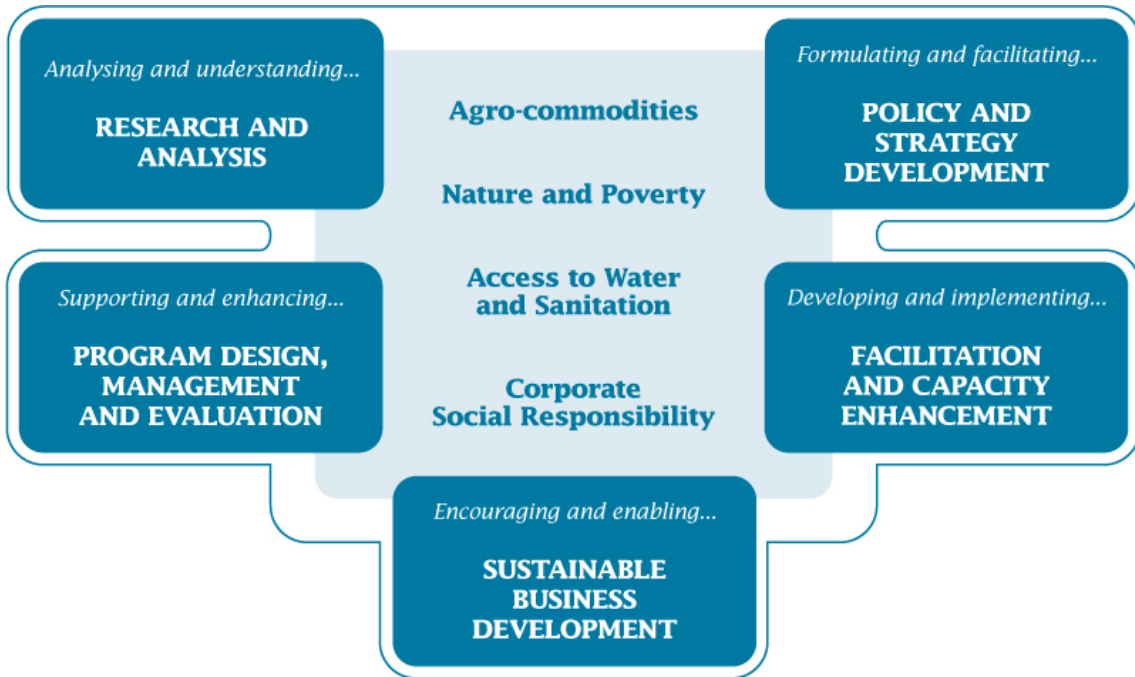 Analysing and understanding...
RESEARCH AND
ANALYSIS
Formulating and facilitating...
POLICY AND
STRATEGY
DEVELOPMENT
Agro-commodities
Nature and Poverty
Access to Water
and Sanitation
Corporate
Social Responsibility
Supporting and enhancing...
PROGRAM DESIGN,
MANAGEMENT
AND EVALUATION
Developing and implementing...
FACILITATION
AND CAPACITY
ENHANCEMENT
Encouraging and enabling...
SUSTAINABLE
BUSINESS
DEVELOPMENT